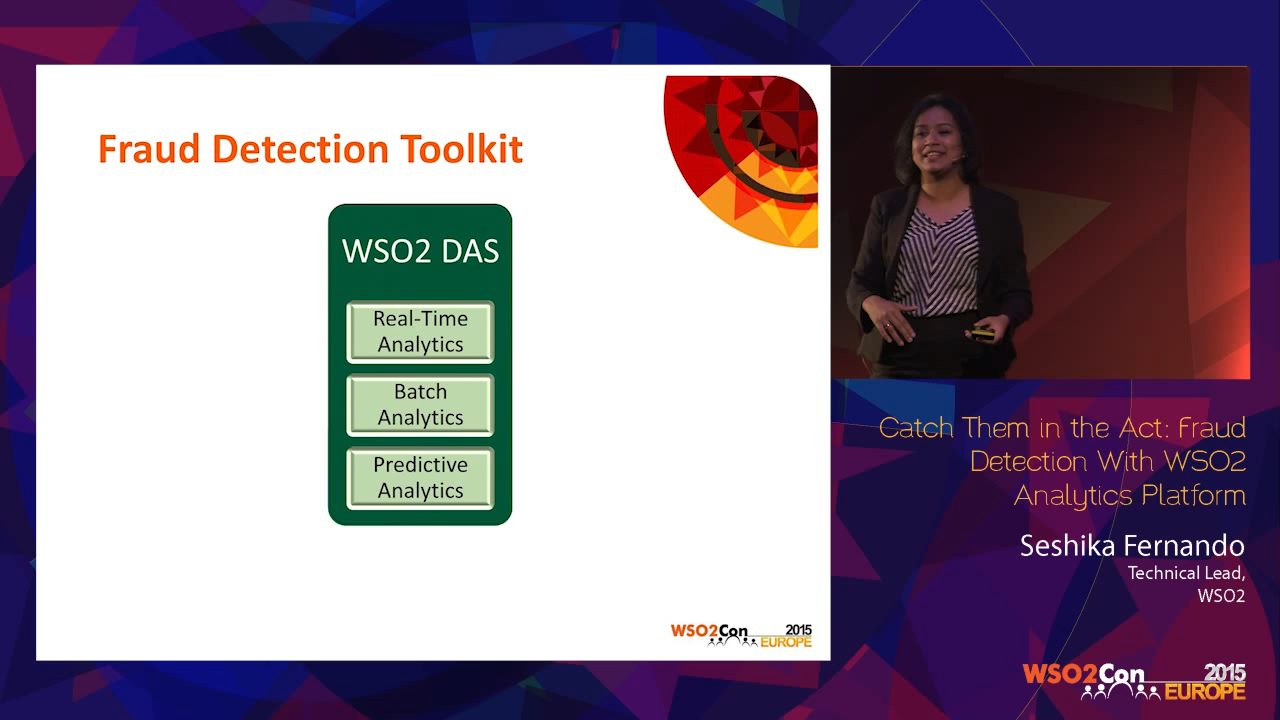 Fraud Detection Toolkit
WSO2 DAS
Real-Time
Analytics
Batch
Analytics
Predictive
Analytics
WSO2Con 2015
EUROPE
Catch Them in the Act: Fraud
Detection With WSO2
Analytics Platform
Seshika Fernando
Technical Lead,
WSO2
WSO2Con 2015
EUROPE